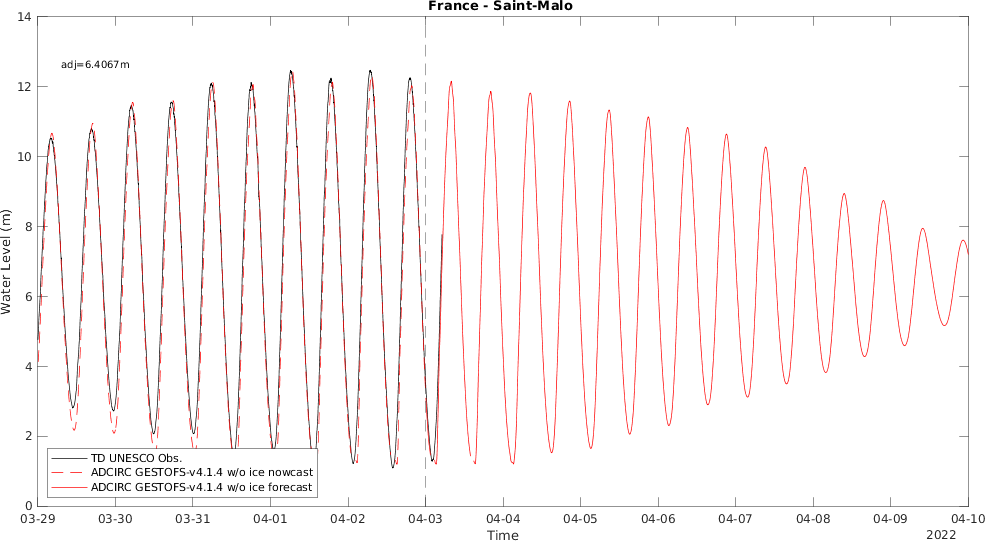 France - Saint-Malo
14
adj=6.4067m
12
10
8
6
4
2
0
Water Level (m)
TD UNESCO Obs.
ADCIRC GESTOFS-v4.1.4 w/o ice nowcast
ADCIRC GESTOFS-v4.1.4 w/o ice forecast
03-29 03-30 03-31 04-01 04-02 04-03 04-04 04-05 04-06 04-07 04-08 04-09 04-10
Time
2022